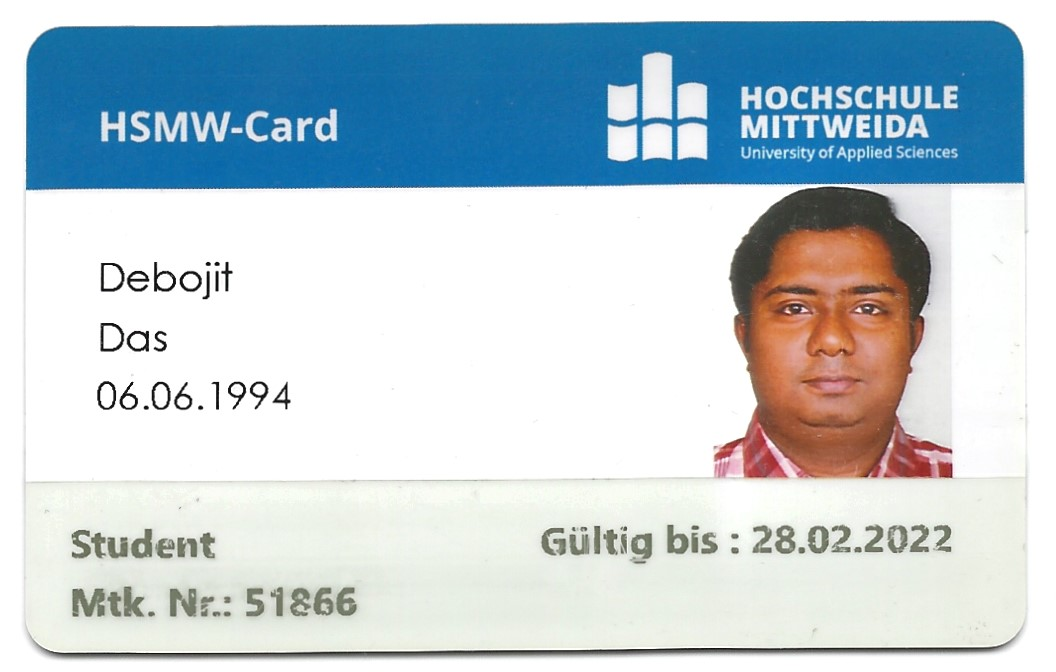 HSMW-Card
HOCHSCHULE
MITTWEIDA
University of Applied Sciences
Debojit
Das
06.06.1994
Student
Gültig bis : 28.02.2022
Mtk. Nr.: 51866